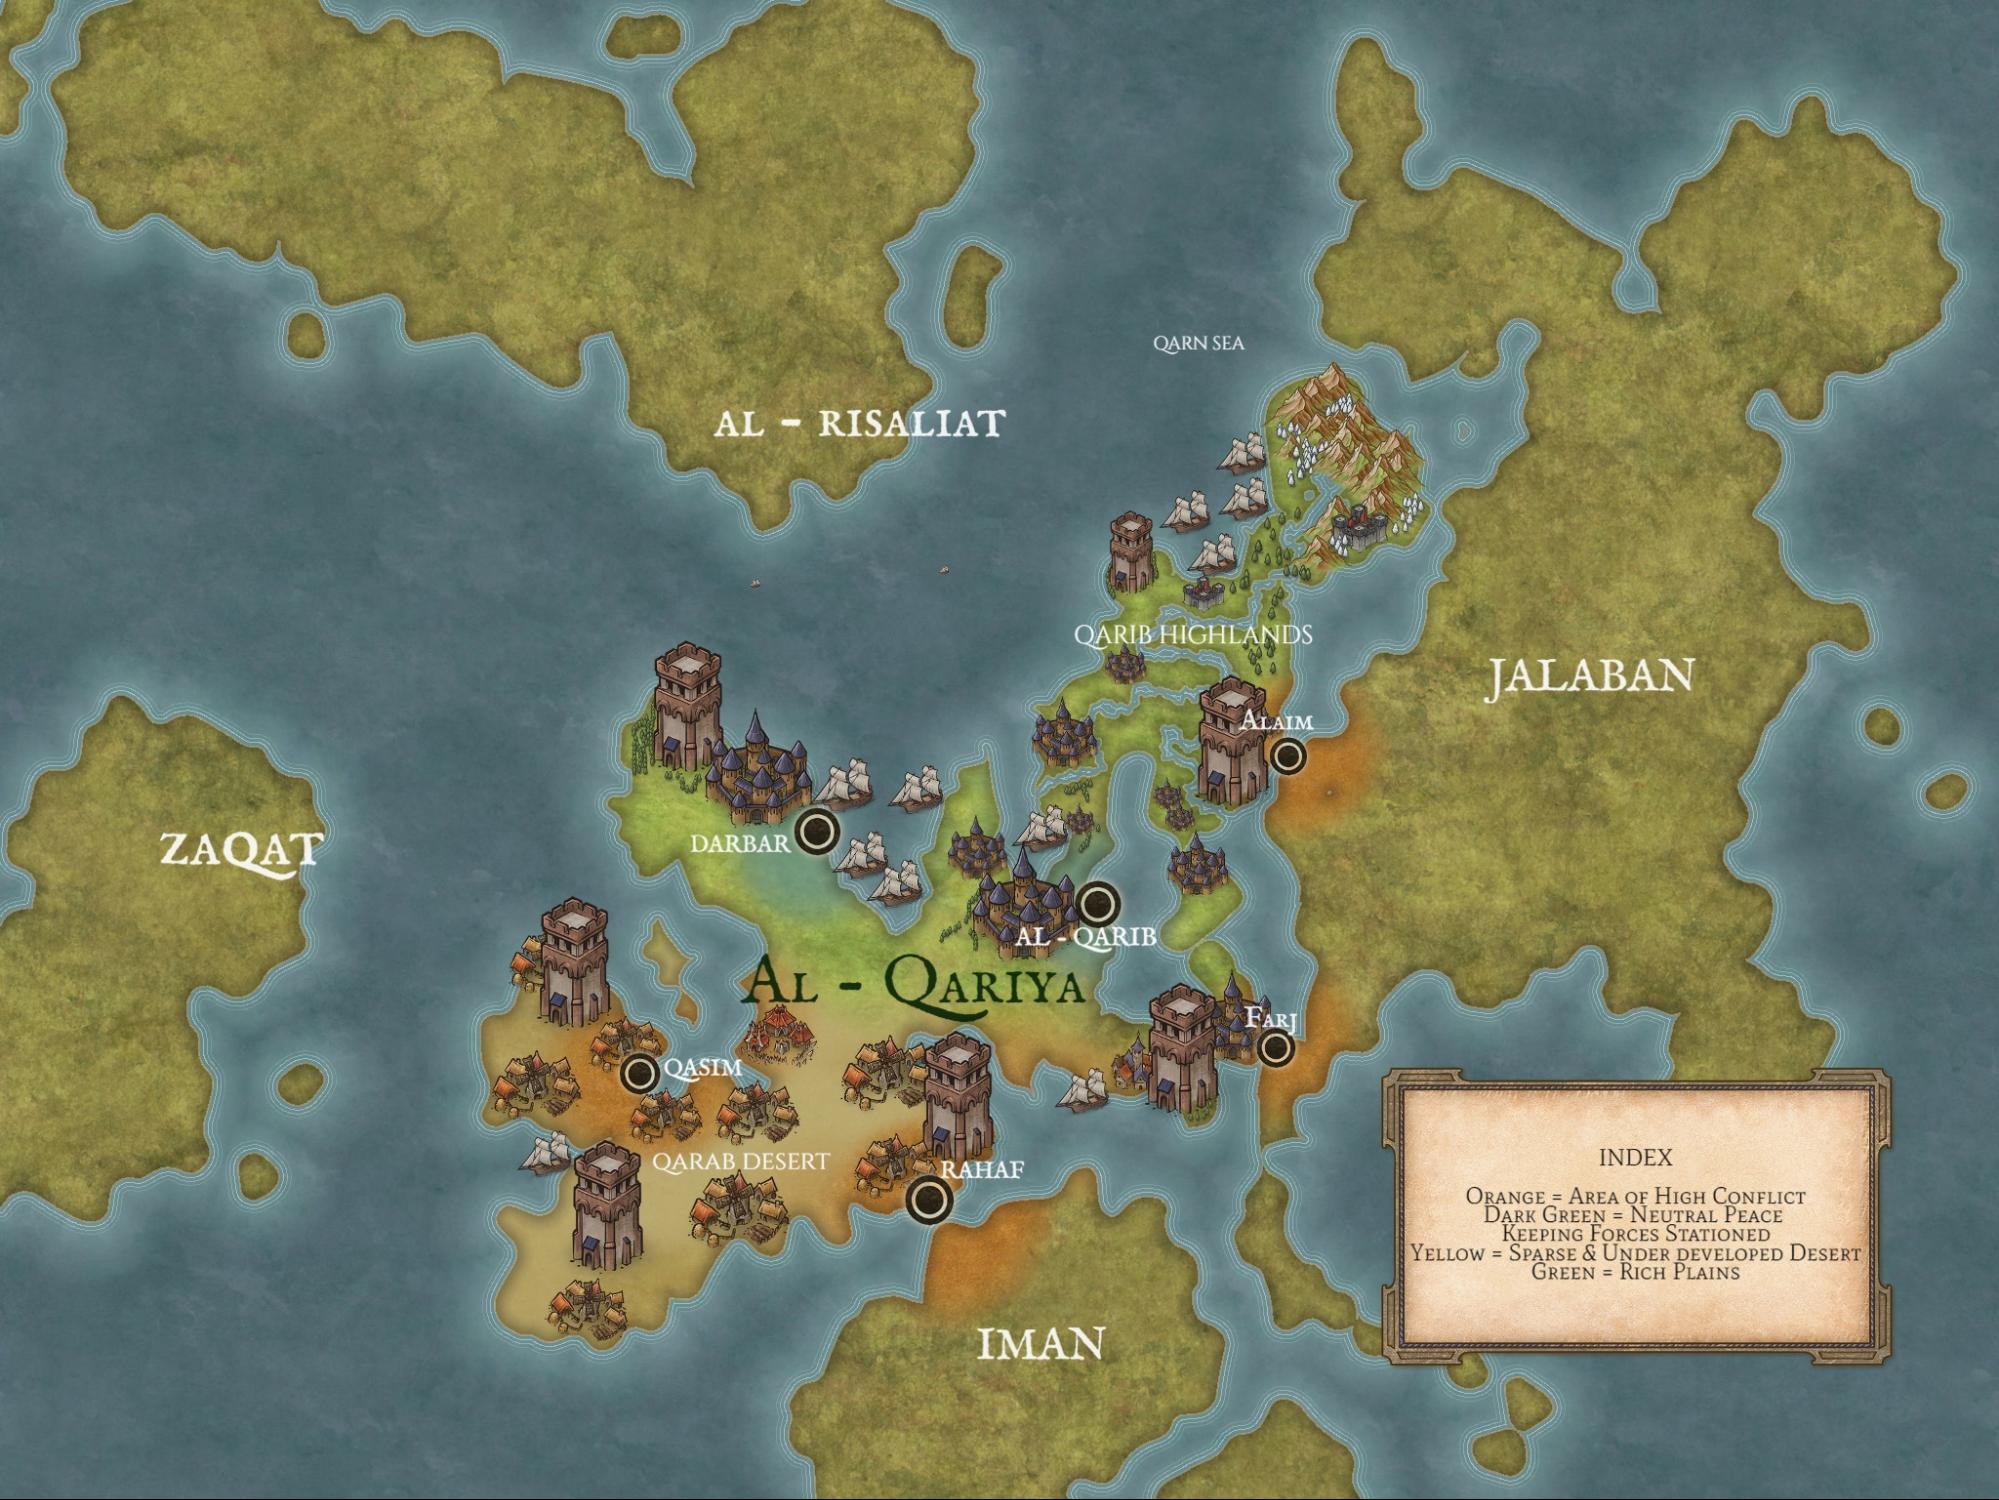 QARN SEA
AL - RISALIAT
QARIB HIGHLANDS
JALABAN
ALAIM
ZAQAT
DARBAR
AL - QARIB
AL - QARIYA
FARJ
QASIM
QARAB DESERT
RAHAF
IMAN
INDEX
ORANGE = AREA OF HIGH CONFLICT
DARK GREEN = NEUTRAL PEACE
KEEPING FORCES STATIONED
YELLOW = SPARSE & UNDER DEVELOPED DESERT
GREEN = RICH PLAINS